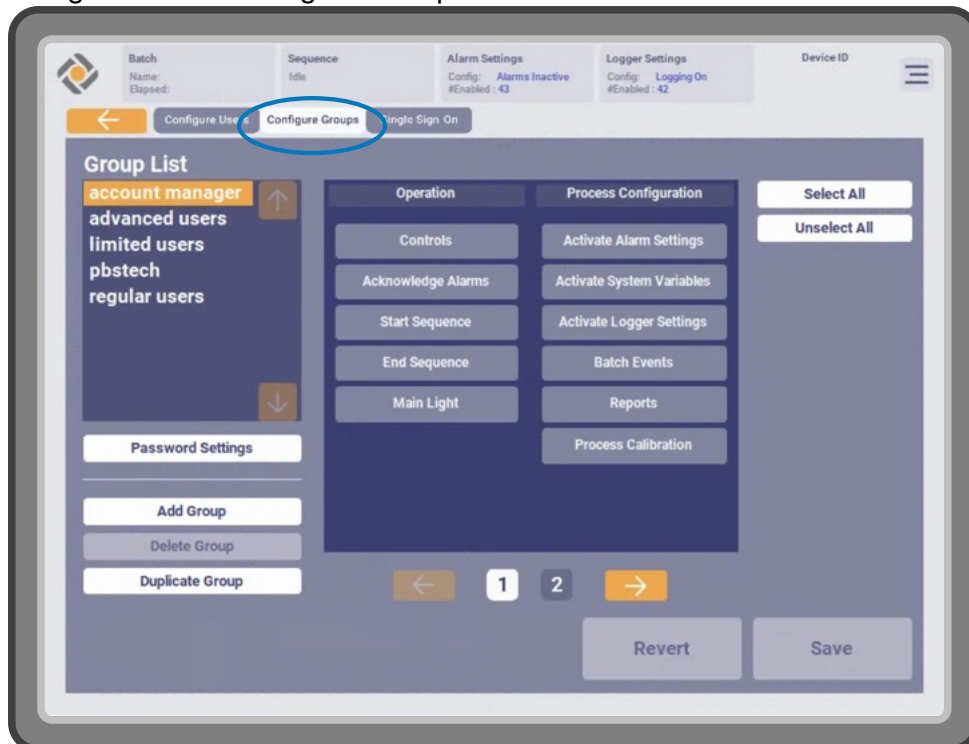 Batch
Name:
Elapsed:
Sequence
Idle
Alarm Settings
Config: Alarms Inactive
#Enabled : 43
Logger Settings
Config: Logging On
#Enabled : 42
Device ID
Configure Users
Configure Groups
Single Sign On
Group List
account manager
advanced users
limited users
pbstech
regular users
Password Settings
Add Group
Delete Group
Duplicate Group
Operation
Controls
Acknowledge Alarms
Start Sequence
End Sequence
Main Light
Process Configuration
Activate Alarm Settings
Activate System Variables
Activate Logger Settings
Batch Events
Reports
Process Calibration
Select All
Unselect All
1
2
Revert
Save